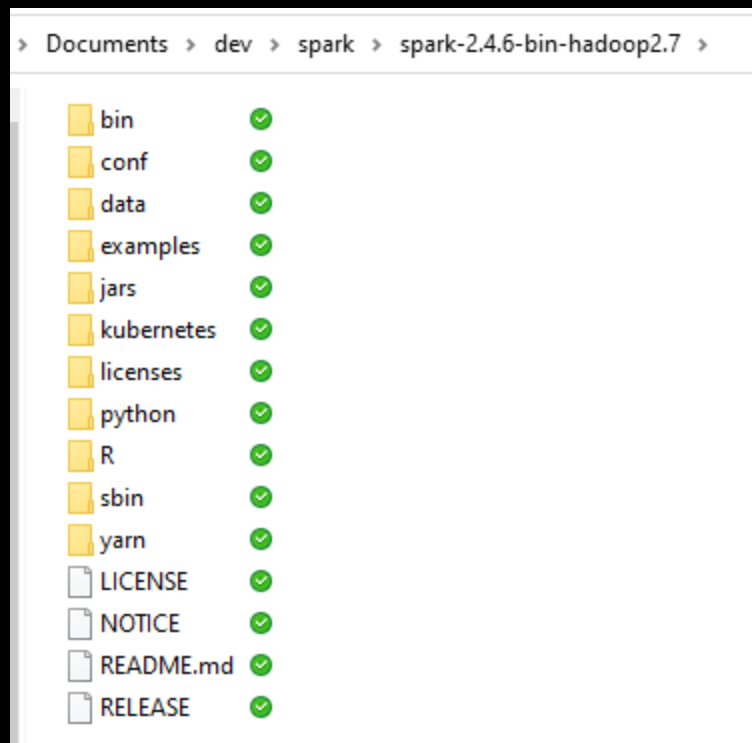 > Documents > dev > spark > spark-2.4.6-bin-hadoop2.7 >
bin
conf
data
examples
jars
kubernetes
licenses
python
R
sbin
yarn
LICENSE
NOTICE
README.md
RELEASE